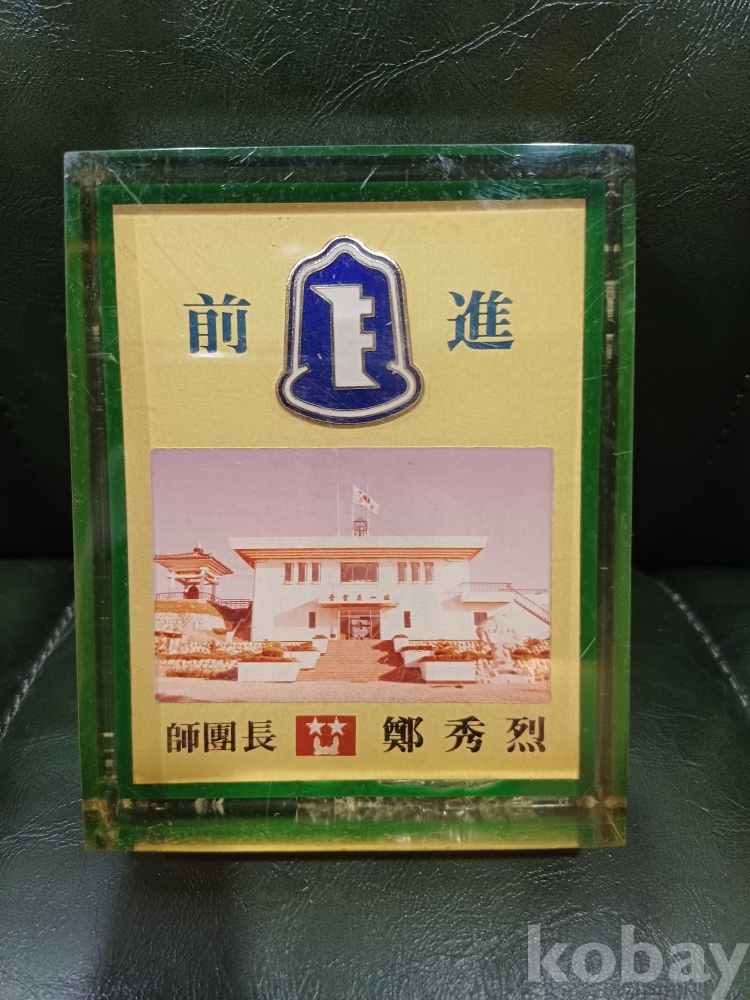 前 進
師團長 鄭秀烈
kobay